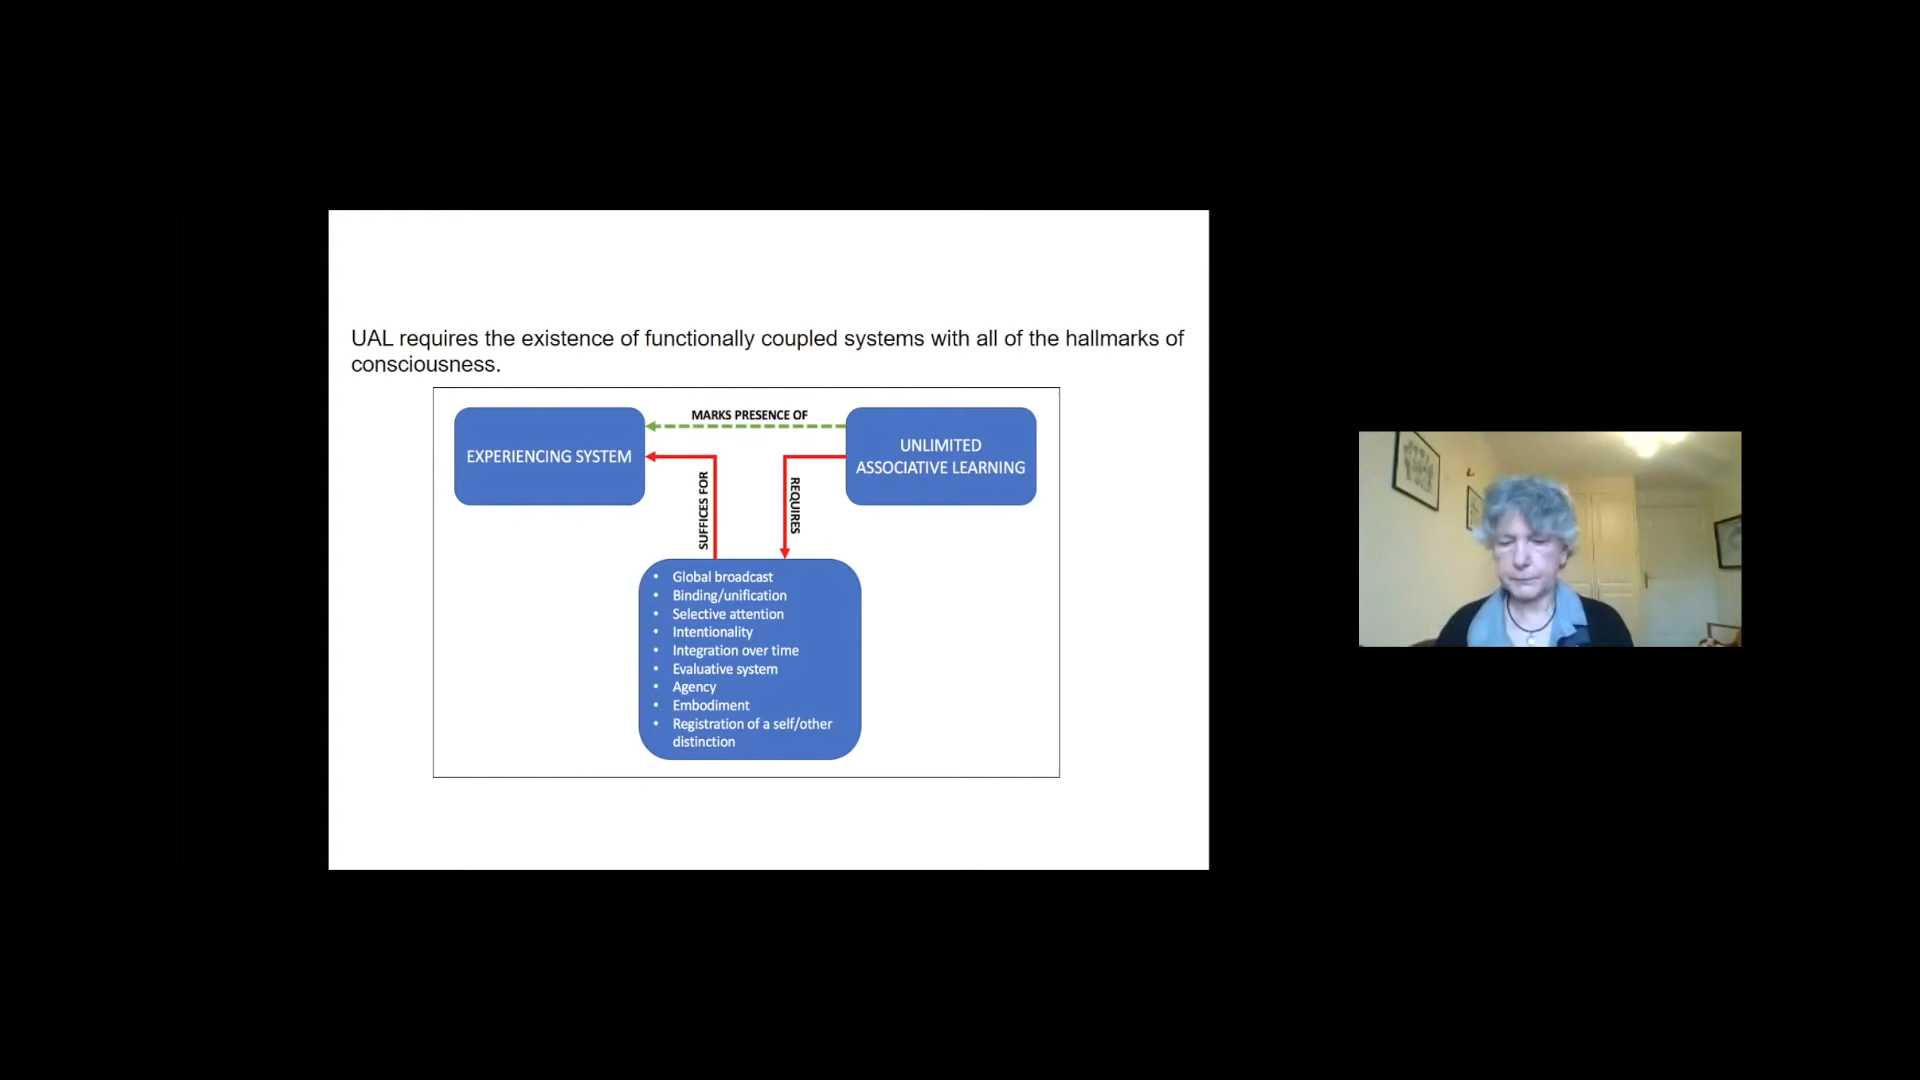 UAL requires the existence of functionally coupled systems with all of the hallmarks of
consciousness.
MARKS PRESENCE OF
EXPERIENCING SYSTEM
UNLIMITED
ASSOCIATIVE LEARNING
SUFFICES FOR
REQUIRES
• Global broadcast
• Binding/unification
• Selective attention
• Intentionality
• Integration over time
• Evaluative system
• Agency
• Embodiment
• Registration of a self/other
distinction